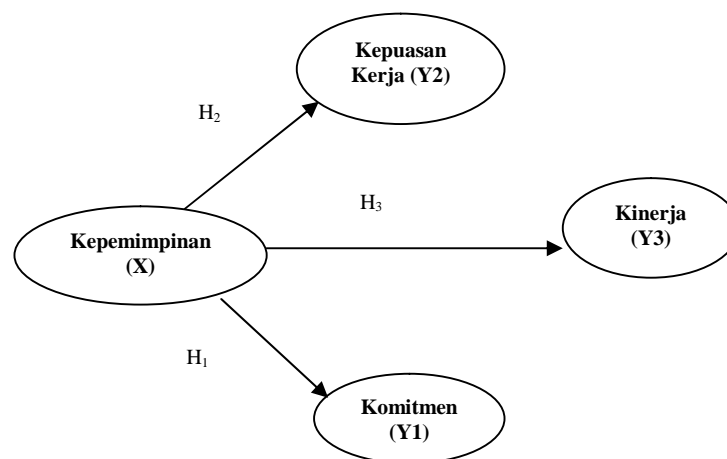 Kepuasan
Kerja (Y2)
H₂
H₃
Kinerja
(Y3)
Kepemimpinan
(X)
H₁
Komitmen
(Y1)